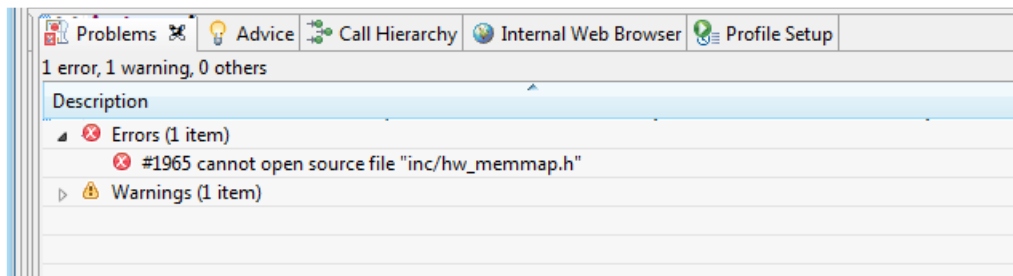 Problems Advice Call Hierarchy Internal Web Browser Profile Setup
1 error, 1 warning, 0 others
Description
Errors (1 item)
#1965 cannot open source file "inc/hw_memmap.h"
Warnings (1 item)